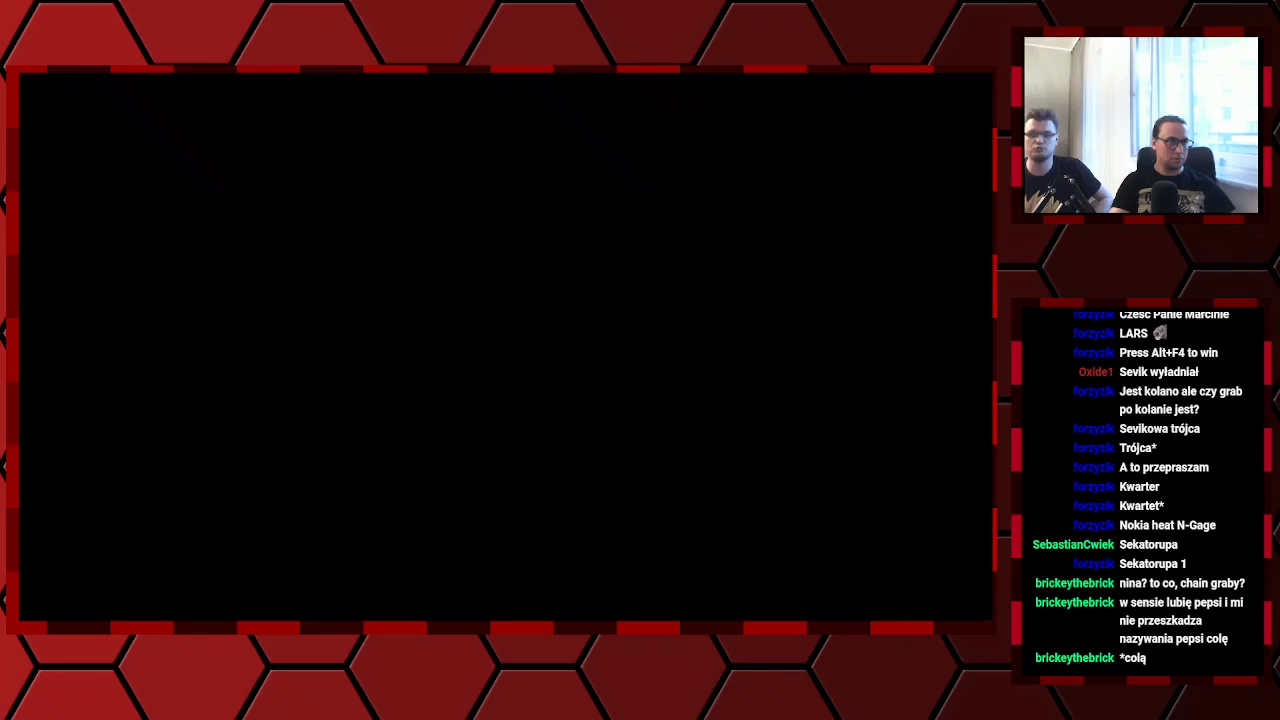 forzyzik Cześć Panie Marcinie
forzyzik LARS
forzyzik Press Alt+F4 to win
Oxide1 Sevik wyładniał
forzyzik Jest kolano ale czy grab
po kolanie jest?
forzyzik Sevikowa trójca
forzyzik Trójca*
forzyzik A to przepraszam
forzyzik Kwarter
forzyzik Kwartet*
forzyzik Nokia heat N-Gage
SebastianCwiek Sekatorupa
forzyzik Sekatorupa 1
brickeythebrick nina? to co, chain graby?
brickeythebrick w sensie lubię pepsi i mi
nie przeszkadza
nazywania pepsi colę
brickeythebrick *colą